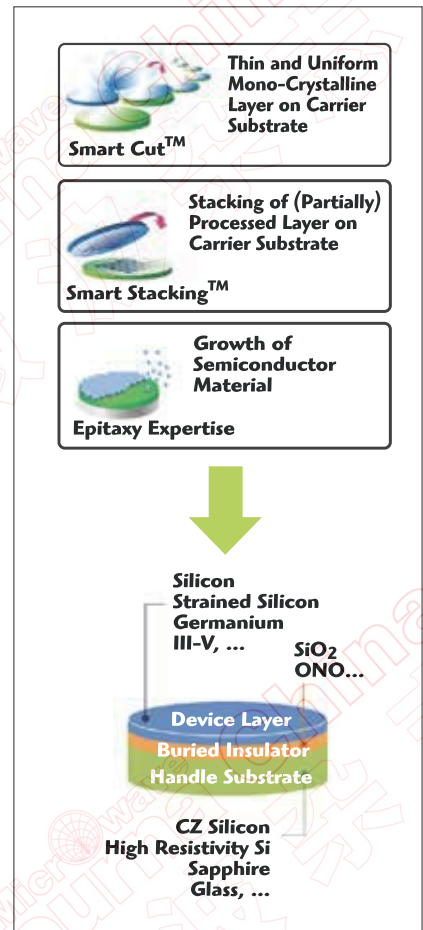 Thin and Uniform
Mono-Crystalline
Layer on Carrier
Substrate
Smart Cut™
Stacking of (Partially)
Processed Layer on
Carrier Substrate
Smart Stacking™
Growth of
Semiconductor
Material
Epitaxy Expertise
Silicon
Strained Silicon
Germanium
III-V, ...
SiO₂
ONO...
Device Layer
Buried Insulator
Handle Substrate
CZ Silicon
High Resistivity Si
Sapphire
Glass, ...